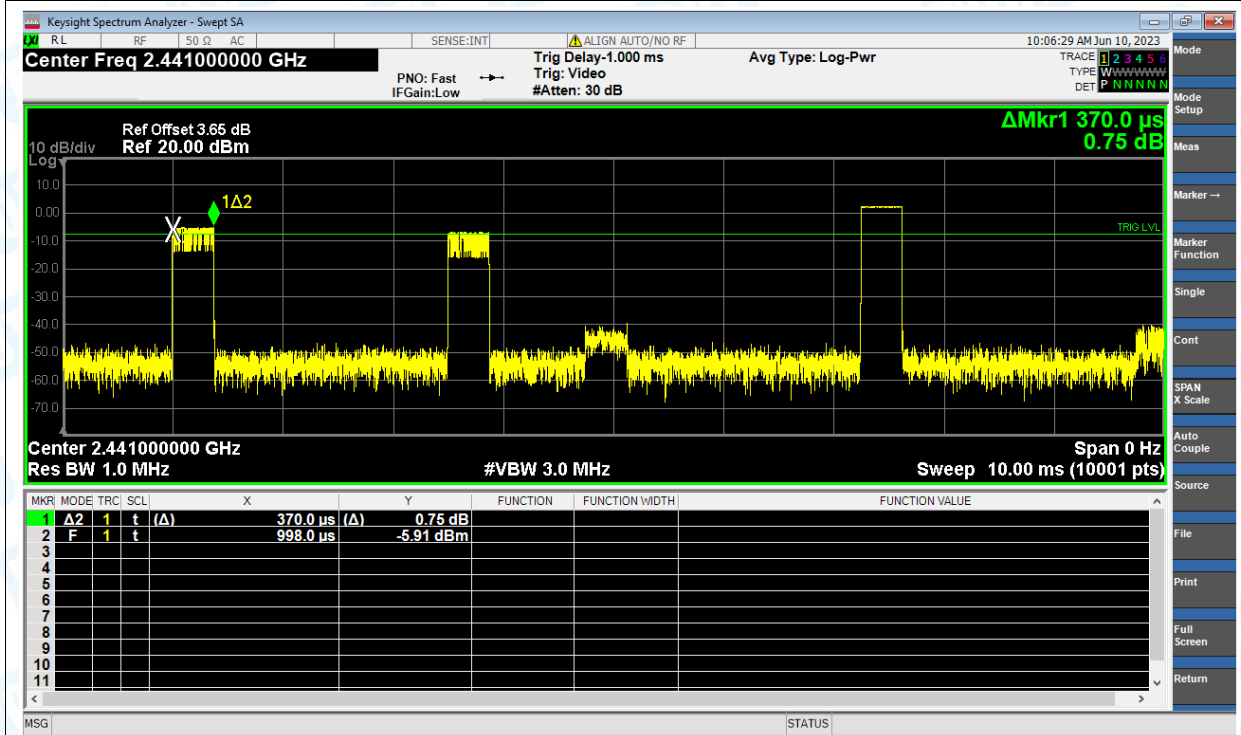 Keysight Spectrum Analyzer - Swept SA
LXI RL RF 50 Ω AC SENSE:INT ALIGN AUTO/NO RF 10:06:29 AM Jun 10, 2023
Center Freq 2.441000000 GHz
PNO: Fast
IFGain:Low
Trig Delay-1.000 ms
Trig: Video
#Atten: 30 dB
Avg Type: Log-Pwr
TRACE 1 2 3 4 5 6
TYPE WWWWWW
DET P N N N N N
ΔMkr1 370.0 µs
0.75 dB
Ref Offset 3.65 dB
10 dB/div Ref 20.00 dBm
Log
10.0
0.00
-10.0
-20.0
-30.0
-40.0
-50.0
-60.0
-70.0
X
1Δ2
TRIG LVL
Center 2.441000000 GHz Span 0 Hz
Res BW 1.0 MHz #VBW 3.0 MHz Sweep 10.00 ms (10001 pts)
MKR MODE TRC SCL X Y FUNCTION FUNCTION WIDTH FUNCTION VALUE
1 Δ2 1 t (Δ) 370.0 µs (Δ) 0.75 dB
2 F 1 t 998.0 µs -5.91 dBm
3
4
5
6
7
8
9
10
11
MSG STATUS
Mode
Mode
Setup
Meas
Marker →
Marker
Function
Single
Cont
SPAN
X Scale
Auto
Couple
Source
File
Print
Full
Screen
Return